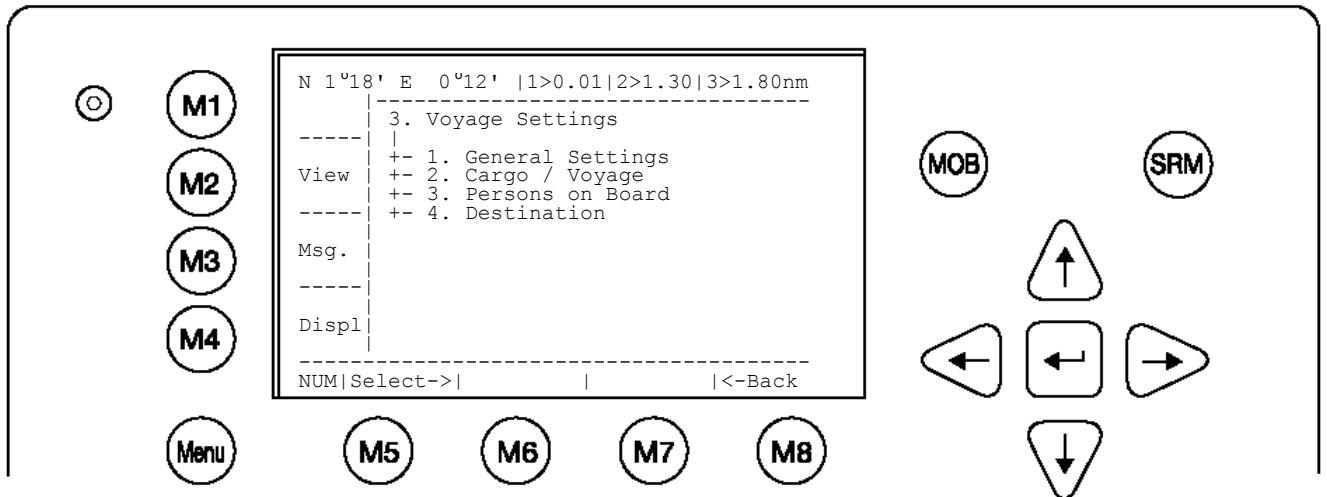 N 1°18' E 0°12' |1>0.01|2>1.30|3>1.80nm
3. Voyage Settings
+- 1. General Settings
+- 2. Cargo / Voyage
+- 3. Persons on Board
+- 4. Destination
View
Msg.
Displ
NUM|Select->| | |<-Back
M1
M2
M3
M4
Menu
M5
M6
M7
M8
MOB
SRM